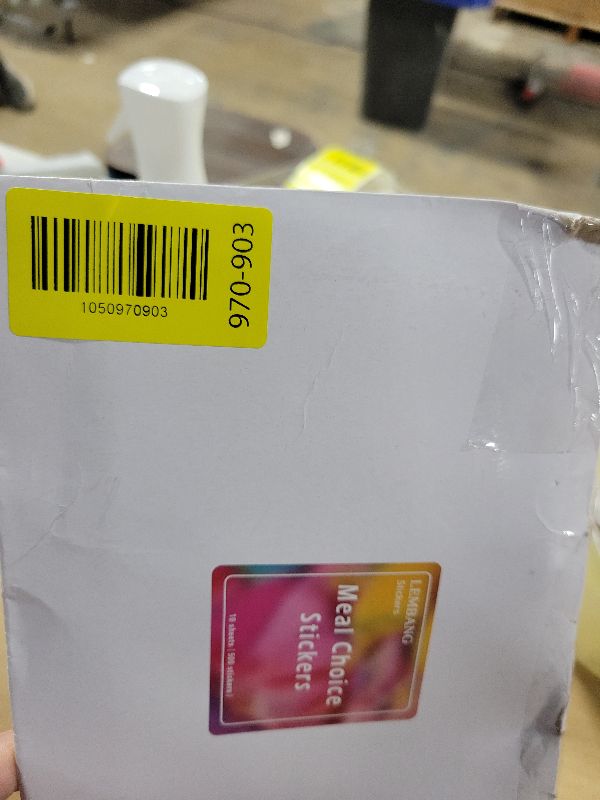 1050970903
970-903
LEMBANG
Stickers
Meal Choice
Stickers
10 sheets | 500 stickers |